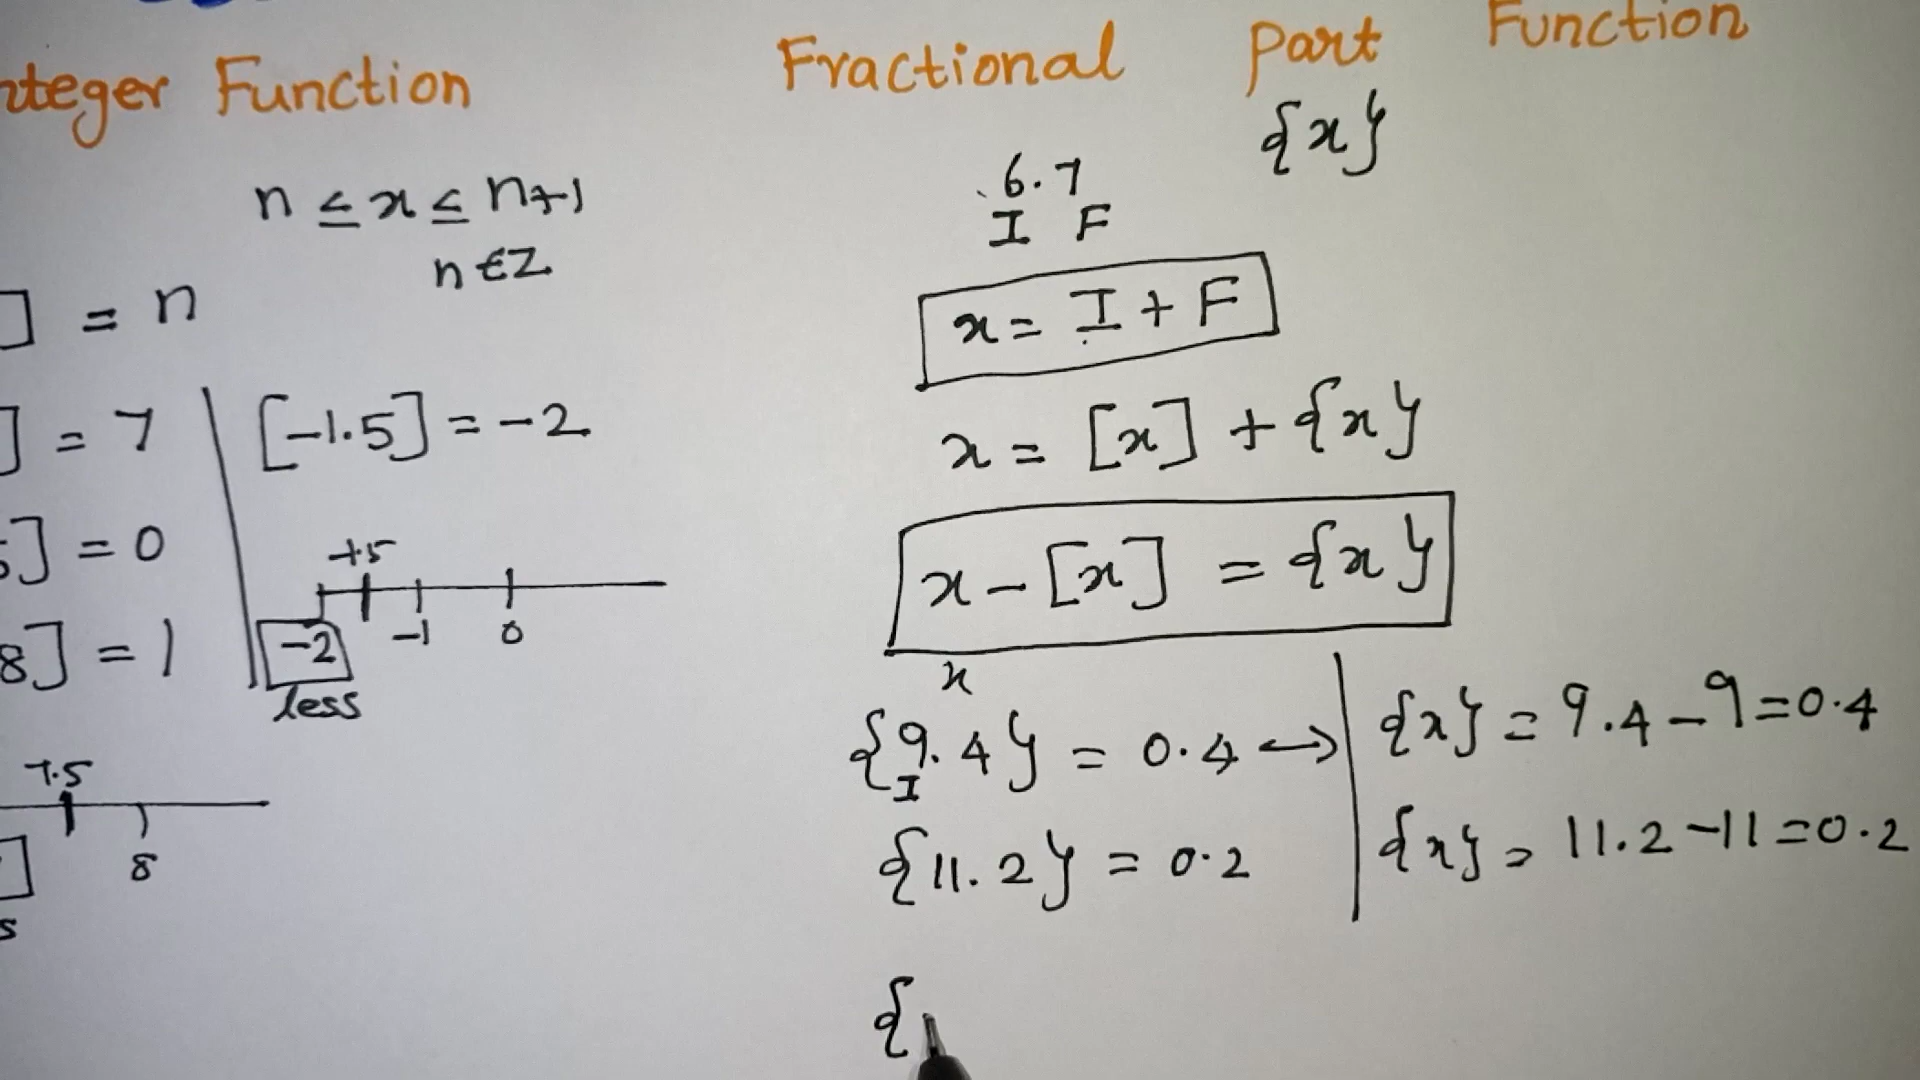 nteger Function
n ≤ x ≤ n+1
n ∈ Z
] = n
] = 7
[-1.5] = -2
5] = 0
-1.5
-2 -1 0
less
8] = 1
7.5
8
]
s
Fractional Part Function
{x}
6.7
I F
x = I + F
x = [x] + {x}
x - [x] = {x}
x
{9.4} = 0.4 → {x} = 9.4 - 9 = 0.4
I
{11.2} = 0.2 {x} = 11.2 - 11 = 0.2
{